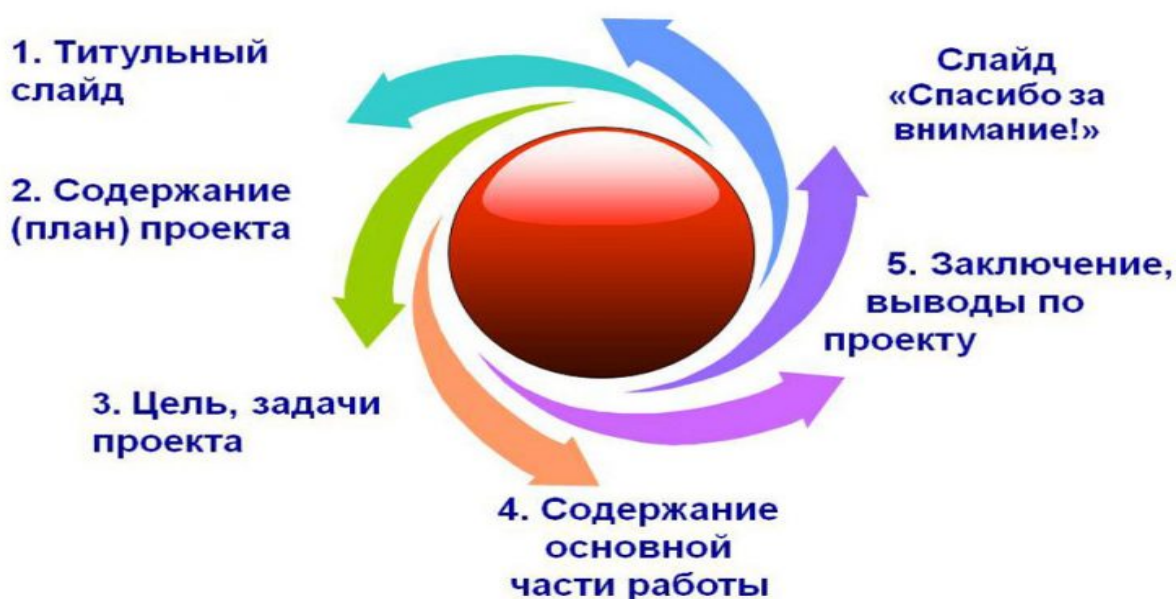 1. Титульный
слайд
2. Содержание
(план) проекта
3. Цель, задачи
проекта
4. Содержание
основной
части работы
5. Заключение,
выводы по
проекту
Слайд
«Спасибо за
внимание!»